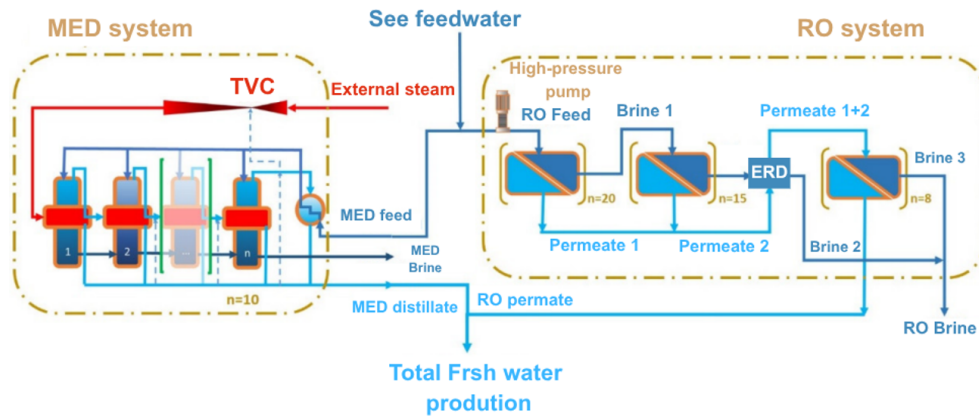 See feedwater
MED system
RO system
High-pressure
pump
TVC
External steam
RO Feed
Brine 1
Permeate 1+2
Brine 3
ERD
n=20
n=15
n=8
MED feed
Permeate 1
Permeate 2
Brine 2
MED
Brine
1
2
...
n
n=10
MED distillate
RO permate
RO Brine
Total Frsh water
prodution